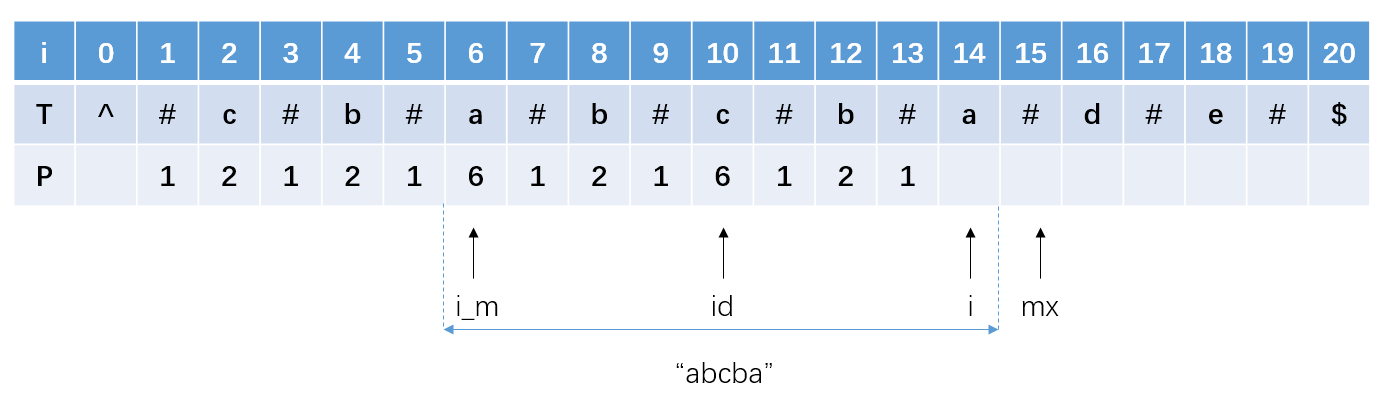 i 0 1 2 3 4 5 6 7 8 9 10 11 12 13 14 15 16 17 18 19 20
T ^ # c # b # a # b # c # b # a # d # e # $
P 1 2 1 2 1 6 1 2 1 6 1 2 1
i_m id i mx
“abcba”